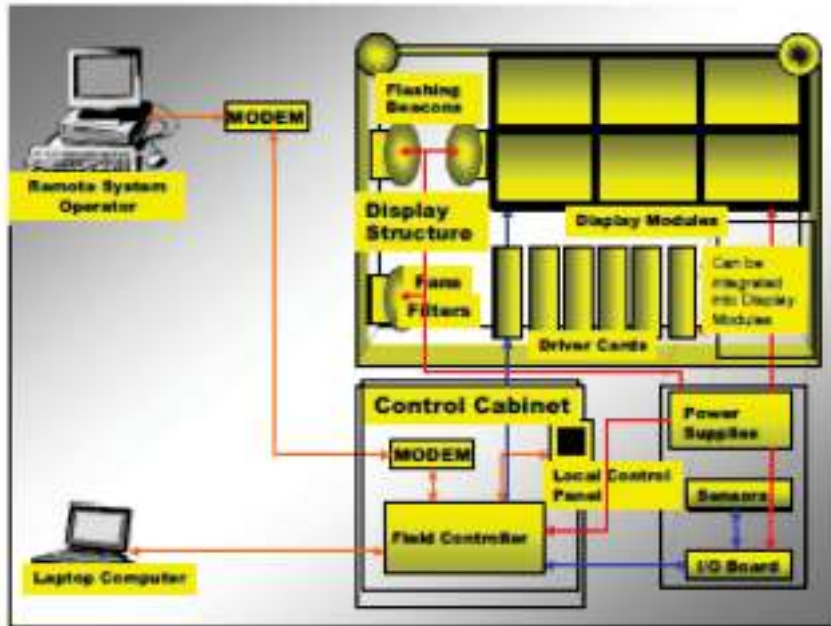 Flashing
Beacons
MODEM
Remote System
Operator
Display
Structure
Display Modules
Fans
Filters
Can be
integrated
into Display
Modules
Driver Cards
Control Cabinet
MODEM
Local Control
Panel
Power
Supplies
Sensors
Field Controller
I/O Board
Laptop Computer